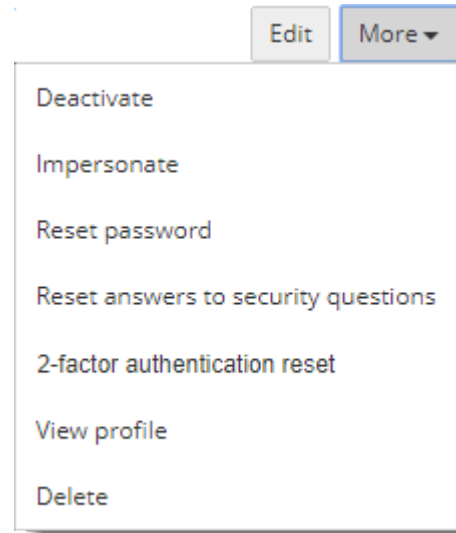 Edit More
Deactivate
Impersonate
Reset password
Reset answers to security questions
2-factor authentication reset
View profile
Delete